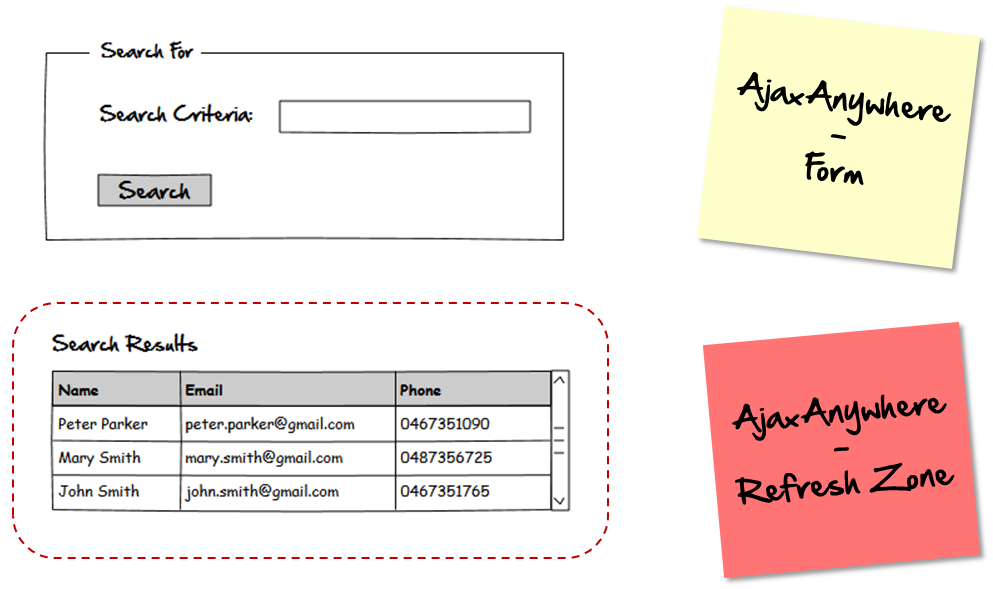 Search For
Search Criteria:
Search
AjaxAnywhere
-
Form
Search Results
Name Email Phone
Peter Parker peter.parker@gmail.com 0467351090
Mary Smith mary.smith@gmail.com 0487356725
John Smith john.smith@gmail.com 0467351765
AjaxAnywhere
-
Refresh Zone